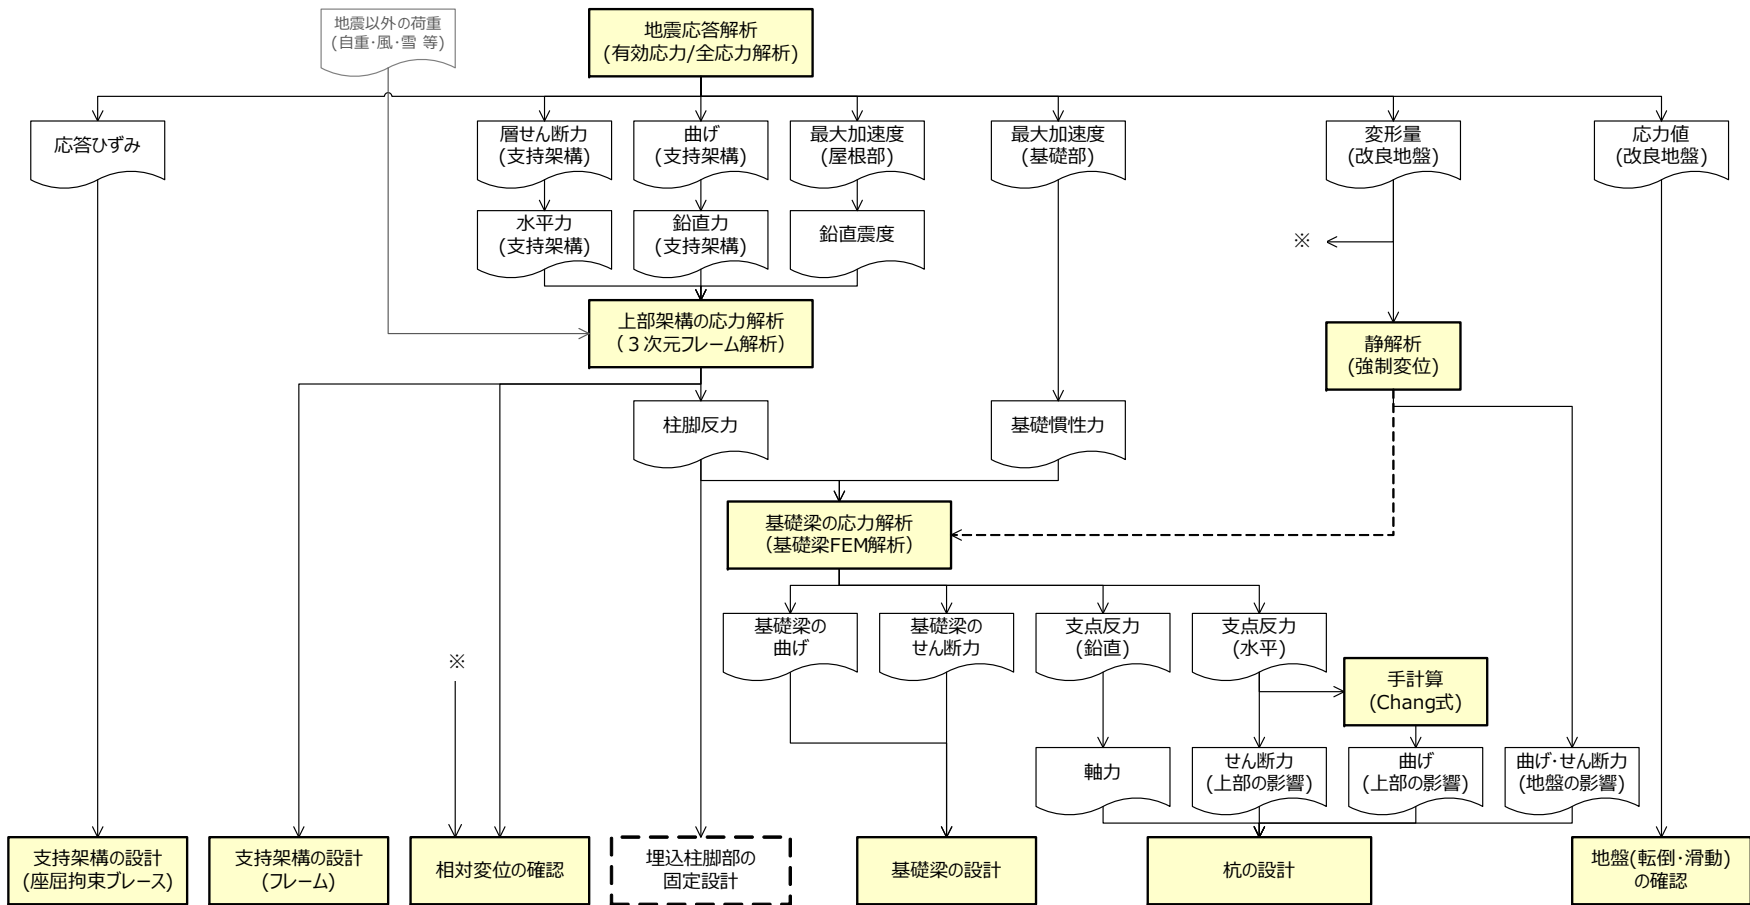 地震以外の荷重
(自重･風･雪 等)
地震応答解析
(有効応力/全応力解析)
応答ひずみ
層せん断力
(支持架構)
曲げ
(支持架構)
最大加速度
(屋根部)
最大加速度
(基礎部)
変形量
(改良地盤)
応力値
(改良地盤)
水平力
(支持架構)
鉛直力
(支持架構)
鉛直震度
※
上部架構の応力解析
（３次元フレーム解析）
静解析
(強制変位)
柱脚反力
基礎慣性力
基礎梁の応力解析
（基礎梁FEM解析）
基礎梁の
曲げ
基礎梁の
せん断力
支点反力
(鉛直)
支点反力
(水平)
※
手計算
(Chang式)
軸力
せん断力
(上部の影響)
曲げ
(上部の影響)
曲げ･せん断力
(地盤の影響)
支持架構の設計
(座屈拘束ブレース)
支持架構の設計
(フレーム)
相対変位の確認
埋込柱脚部の
固定設計
基礎梁の設計
杭の設計
地盤(転倒･滑動)
の確認